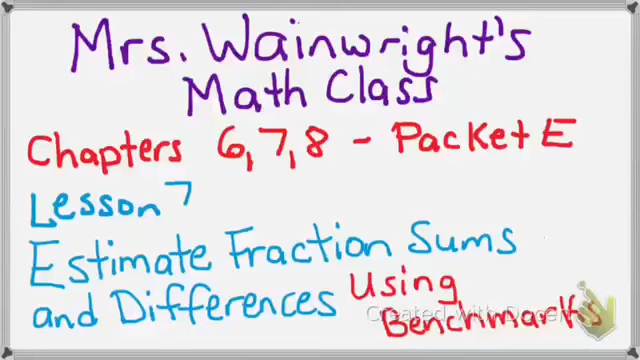 Mrs. Wainwright's
Math Class
Chapters 6,7,8 - Packet E
Lesson 7
Estimate Fraction Sums
and Differences Using
Benchmarks
Created with Doceri